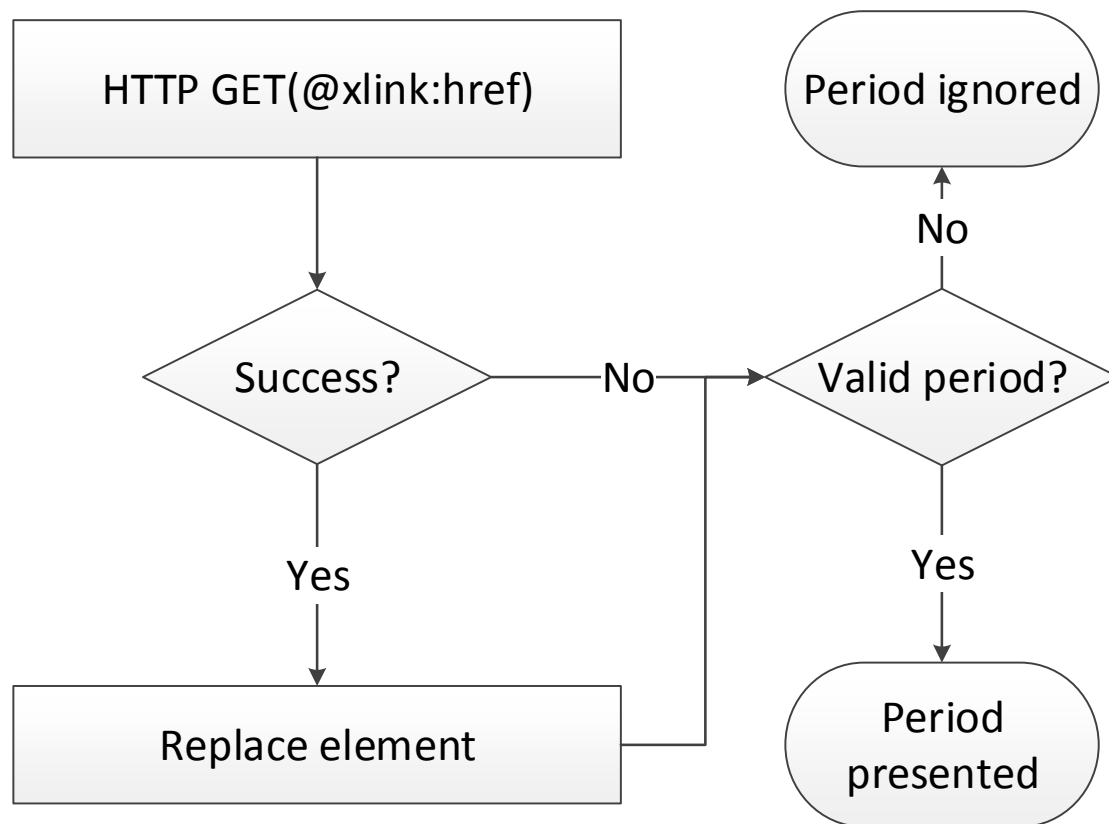 HTTP GET(@xlink:href)
Period ignored
No
Success?
No
Valid period?
Yes
Yes
Replace element
Period
presented